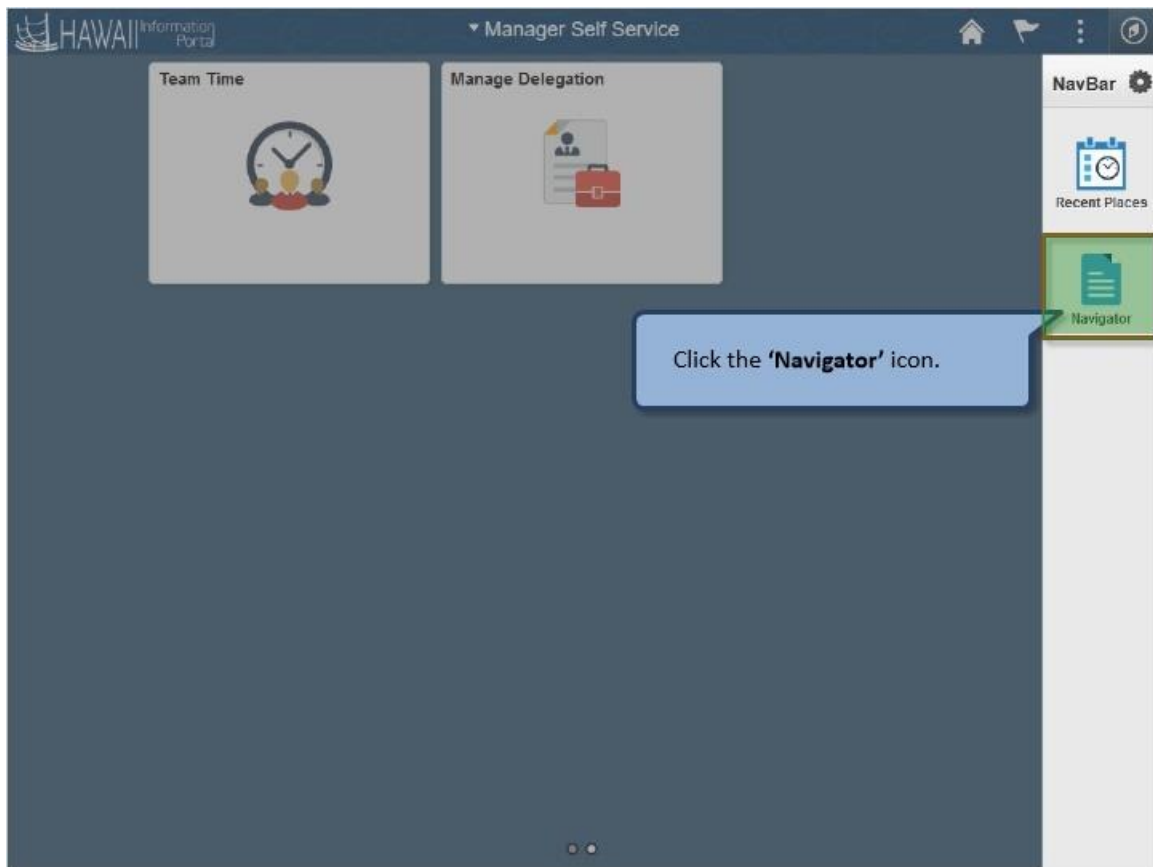 HAWAII Information Portal
Manager Self Service
Team Time
Manage Delegation
NavBar
Recent Places
Navigator
Click the ‘Navigator’ icon.